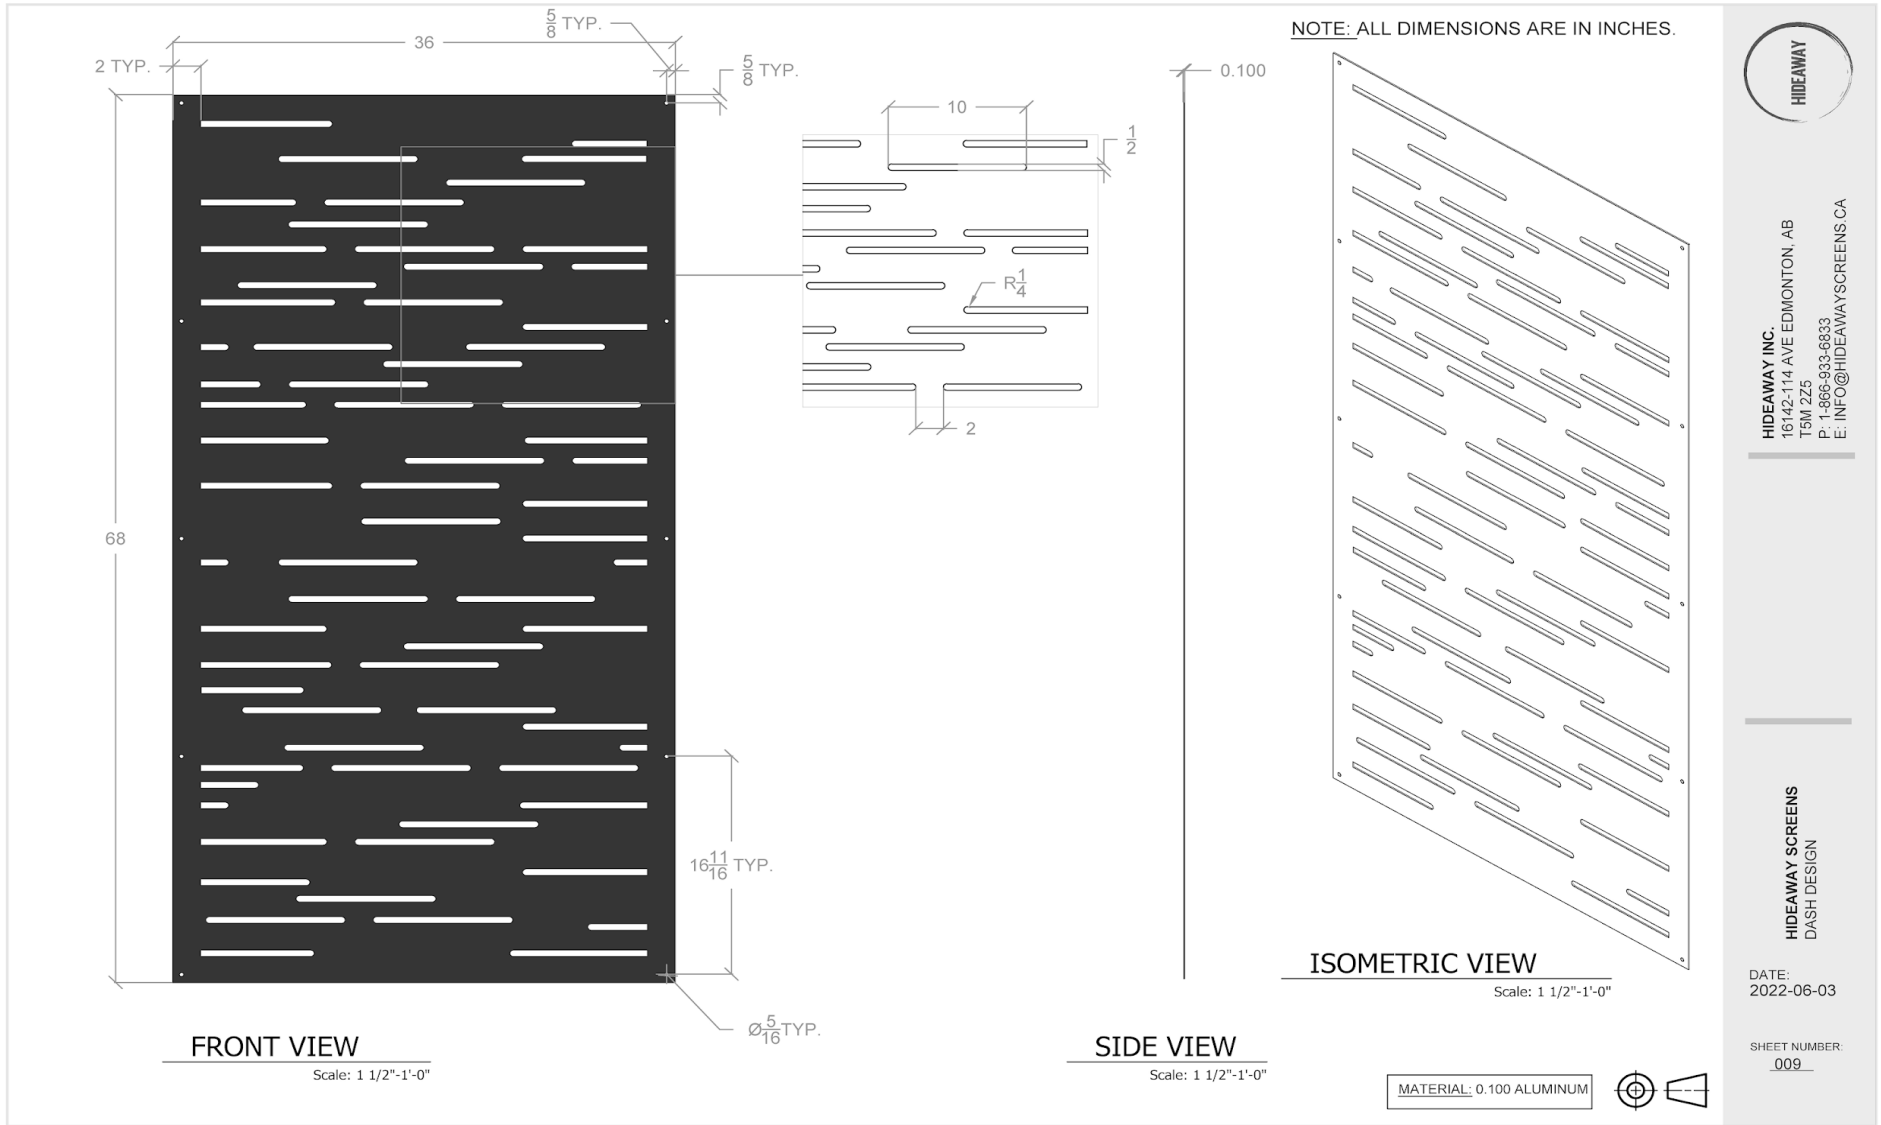 5/8 TYP.
36
2 TYP.
5/8 TYP.
68
10
1/2
R1/4
2
16 11/16 TYP.
Ø5/16 TYP.
0.100
NOTE: ALL DIMENSIONS ARE IN INCHES.
FRONT VIEW
Scale: 1 1/2"-1'-0"
SIDE VIEW
Scale: 1 1/2"-1'-0"
ISOMETRIC VIEW
Scale: 1 1/2"-1'-0"
MATERIAL: 0.100 ALUMINUM
HIDEAWAY
HIDEAWAY INC.
16142-114 AVE EDMONTON, AB
T5M 2Z5
P: 1-866-933-6833
E: INFO@HIDEAWAYSCREENS.CA
HIDEAWAY SCREENS
DASH DESIGN
DATE:
2022-06-03
SHEET NUMBER:
009